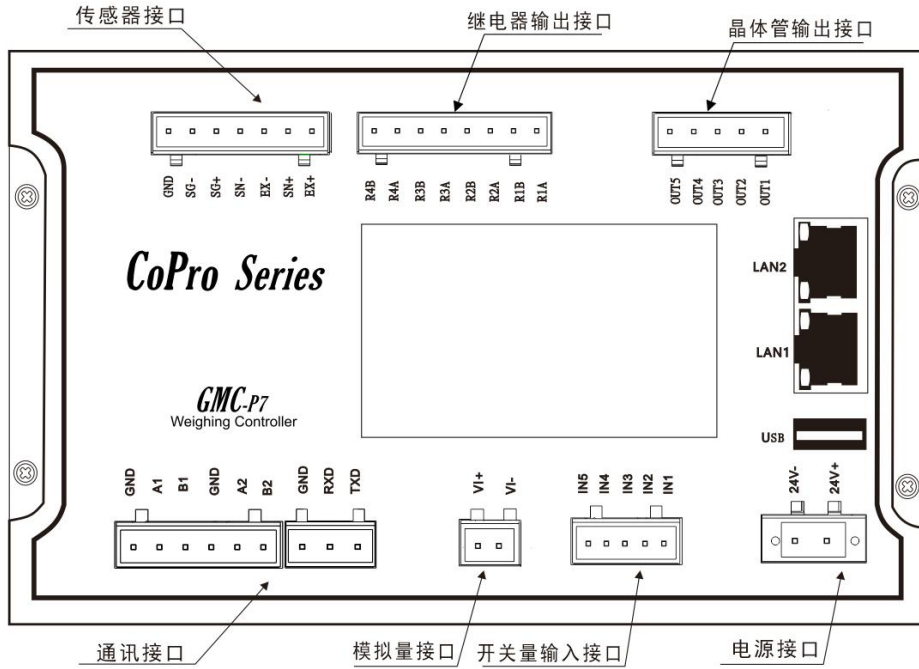 传感器接口
继电器输出接口
晶体管输出接口
GND SG- SG+ SN- EX- SN+ EX+
R4B R4A R3B R3A R2B R2A R1B R1A
OUT5 OUT4 OUT3 OUT2 OUT1
CoPro Series
LAN2
LAN1
GMC-P7
Weighing Controller
USB
GND A1 B1 GND A2 B2
GND RXD TXD
VI+ VI-
IN5 IN4 IN3 IN2 IN1
24V- 24V+
通讯接口
模拟量接口
开关量输入接口
电源接口